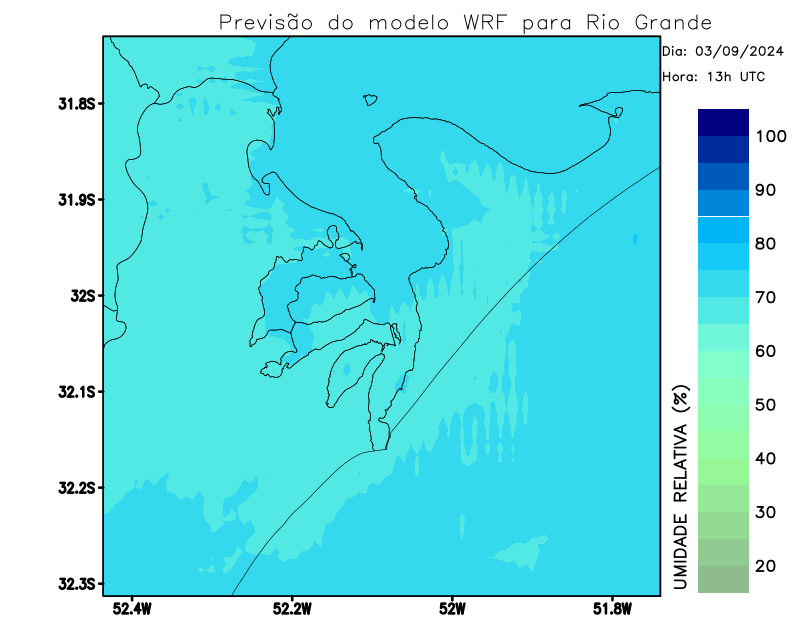 Previsão do modelo WRF para Rio Grande
Dia: 03/09/2024
Hora: 13h UTC
31.8S
31.9S
32S
32.1S
32.2S
32.3S
52.4W
52.2W
52W
51.8W
100
90
80
70
60
50
40
30
20
UMIDADE RELATIVA (%)